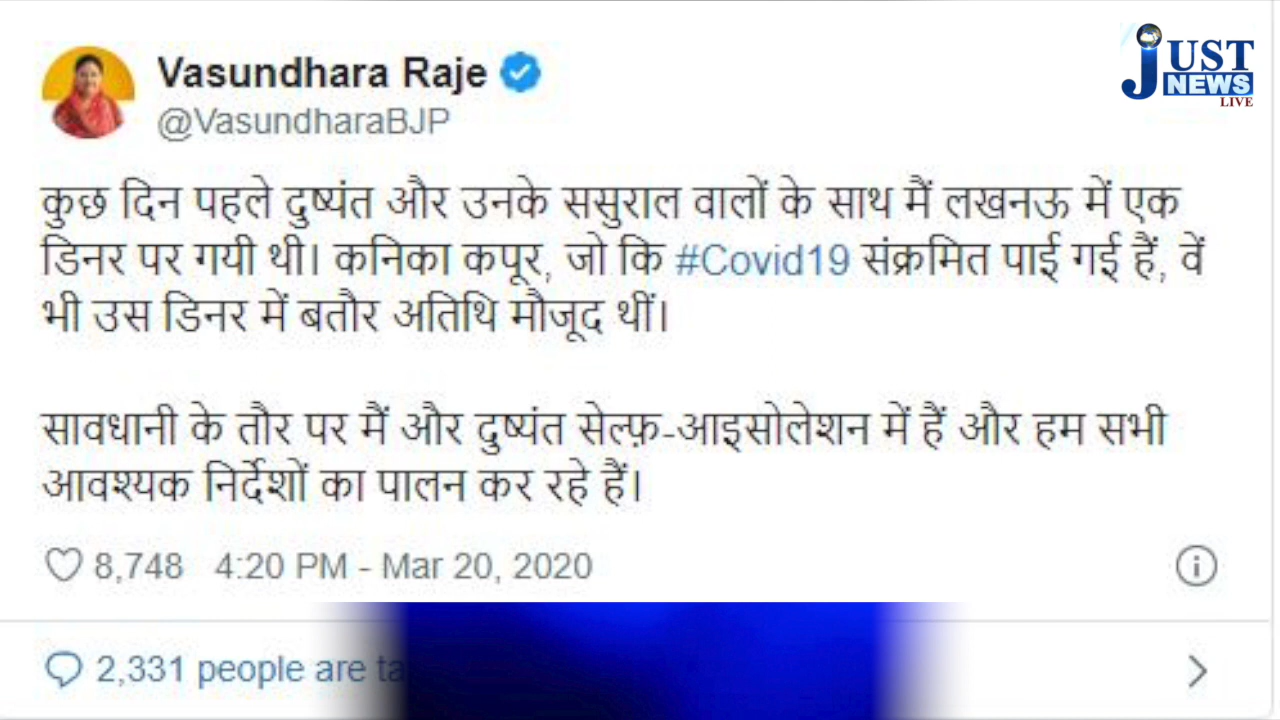 JUST
NEWS
LIVE
Vasundhara Raje
@VasundharaBJP
कुछ दिन पहले दुष्यंत और उनके ससुराल वालों के साथ मैं लखनऊ में एक
डिनर पर गयी थी। कनिका कपूर, जो कि #Covid19 संक्रमित पाई गई हैं, वें
भी उस डिनर में बतौर अतिथि मौजूद थीं।
सावधानी के तौर पर मैं और दुष्यंत सेल्फ़-आइसोलेशन में हैं और हम सभी
आवश्यक निर्देशों का पालन कर रहे हैं।
8,748 4:20 PM - Mar 20, 2020
2,331 people are ta